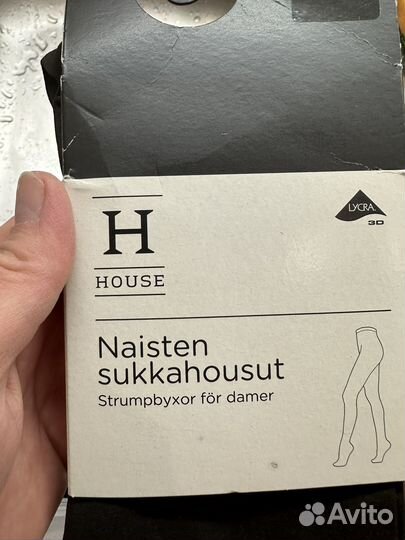 LYCRA
3D
H
HOUSE
Naisten
sukkahousut
Strumpbyxor för damer
Avito